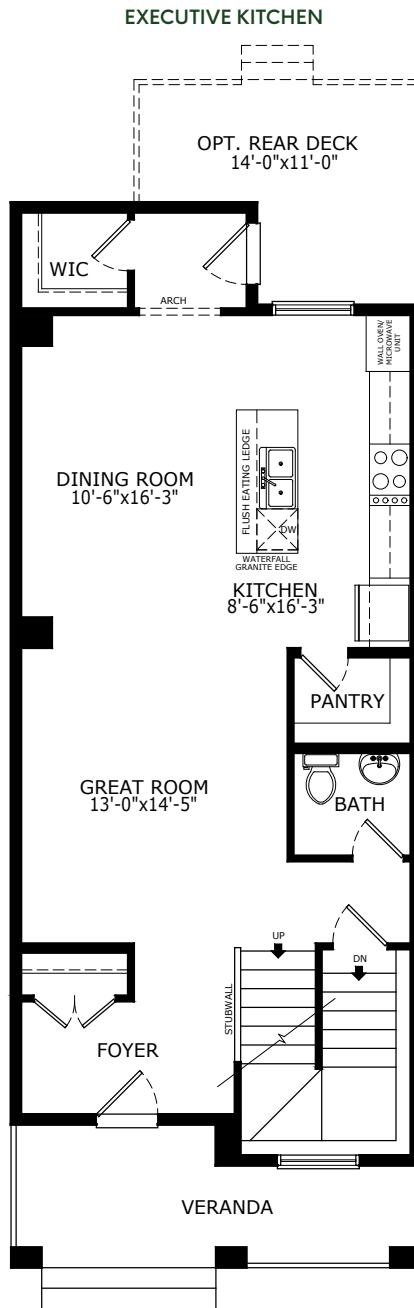 EXECUTIVE KITCHEN
OPT. REAR DECK
14'-0"x11'-0"
WIC
ARCH
WALL OVEN/
MICROWAVE
UNIT
DINING ROOM
10'-6"x16'-3"
FLUSH EATING LEDGE
DW
WATERFALL
GRANITE EDGE
KITCHEN
8'-6"x16'-3"
PANTRY
GREAT ROOM
13'-0"x14'-5"
BATH
UP
DN
STUBWALL
FOYER
VERANDA